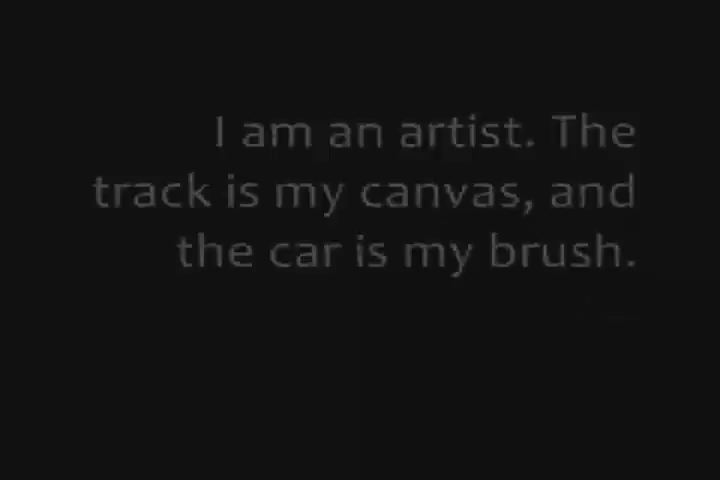 I am an artist. The
track is my canvas, and
the car is my brush.